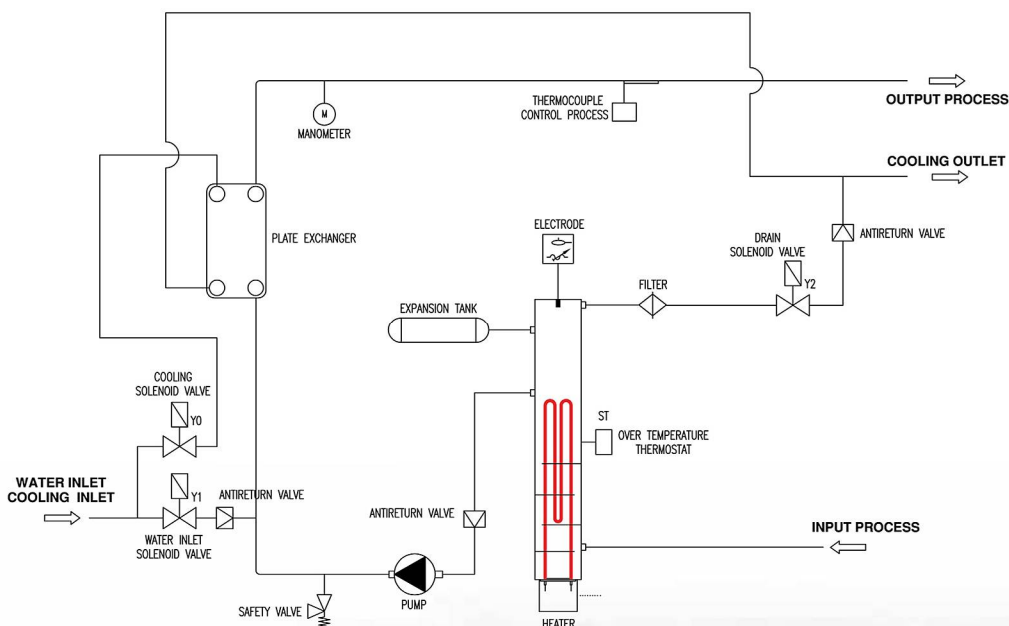 OUTPUT PROCESS
M
MANOMETER
THERMOCOUPLE
CONTROL PROCESS
COOLING OUTLET
PLATE EXCHANGER
ELECTRODE
DRAIN
SOLENOID VALVE
Y2
ANTIRETURN VALVE
FILTER
EXPANSION TANK
COOLING
SOLENOID VALVE
Y0
ST
OVER TEMPERATURE
THERMOSTAT
WATER INLET
COOLING INLET
Y1
ANTIRETURN VALVE
WATER INLET
SOLENOID VALVE
ANTIRETURN VALVE
INPUT PROCESS
PUMP
SAFETY VALVE
HEATER